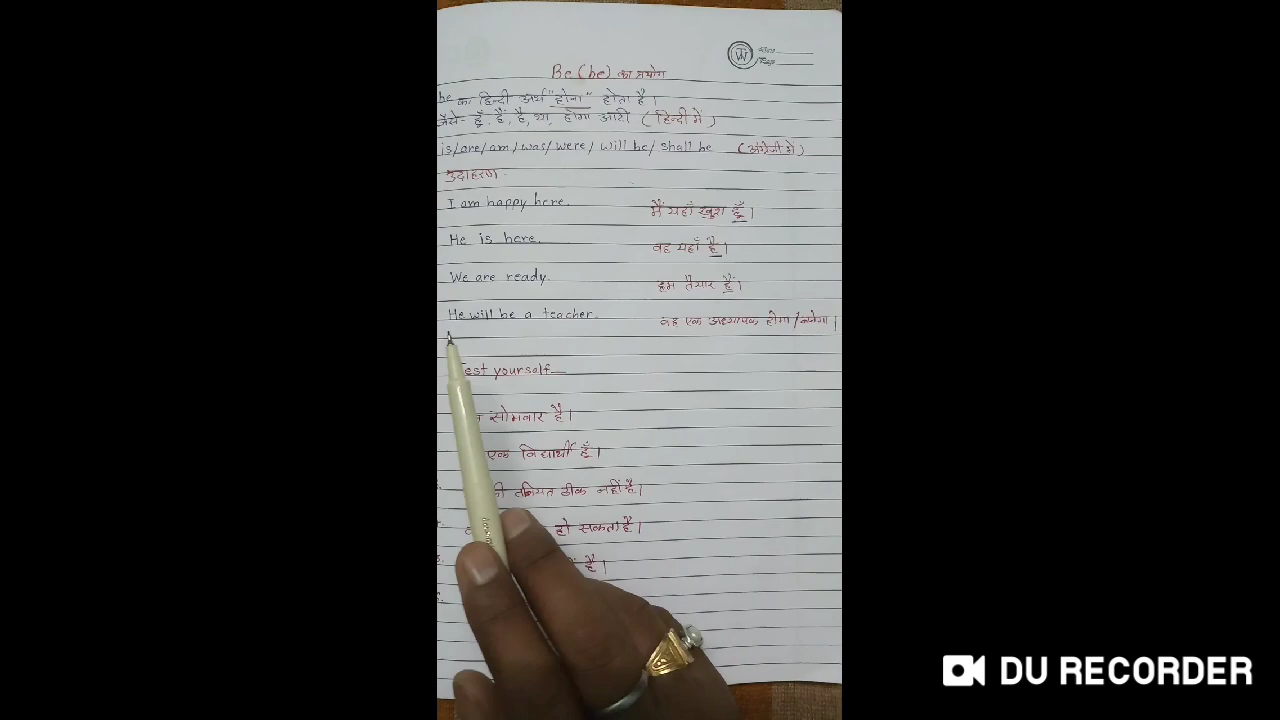 Be (be) का प्रयोग
be का हिन्दी अर्थ "होना" होता है।
जैसे- हूँ, हैं, है, था, होगा आदी (हिन्दी में)
is/are/am/was/were/will be/shall be (अंग्रेजी में)
उदाहरण-
I am happy here. मैं यहाँ खुश हूँ।
He is here. वह यहाँ है।
We are ready. हम तैयार हैं।
He will be a teacher. वह एक अध्यापक होगा/बनेगा।
Test yourself—
सोमवार है।
एक विद्यार्थी हूँ।
की तबियत ठीक नहीं है।
हो सकता है।
है।
DU RECORDER